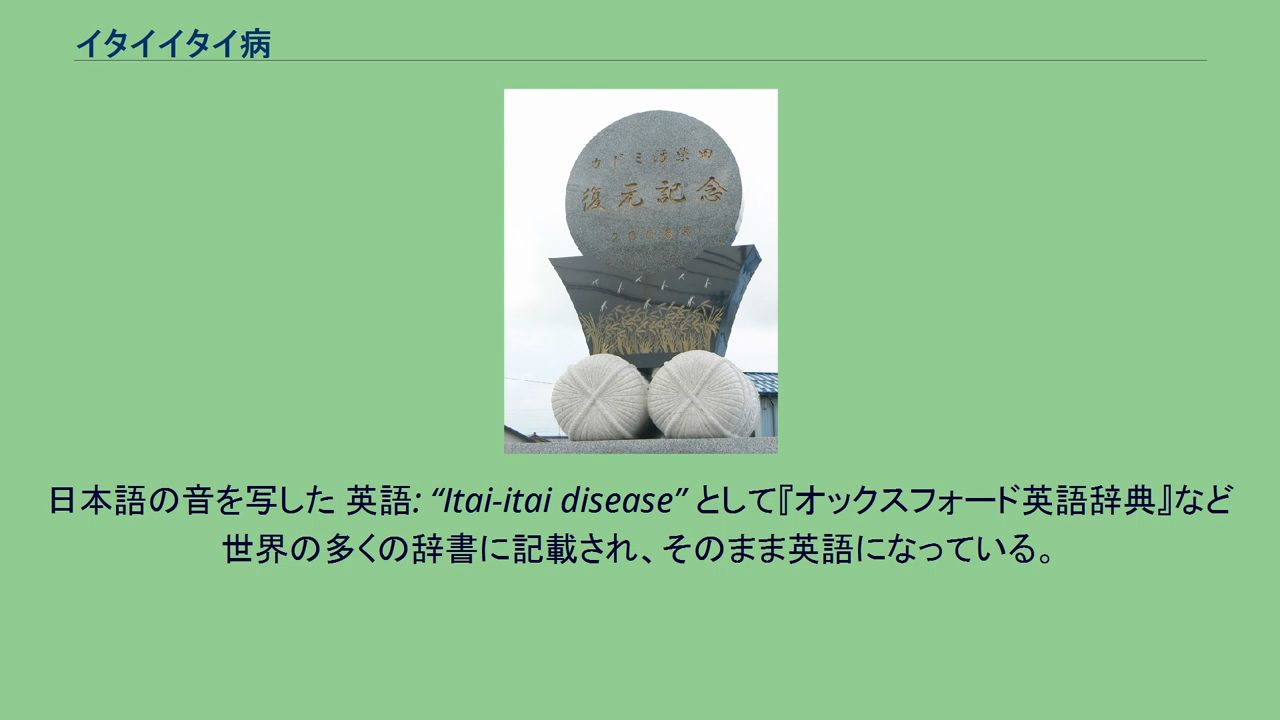 イタイイタイ病
カドミ汚染田
復元記念
日本語の音を写した 英語: “Itai-itai disease” として『オックスフォード英語辞典』など
世界の多くの辞書に記載され、そのまま英語になっている。